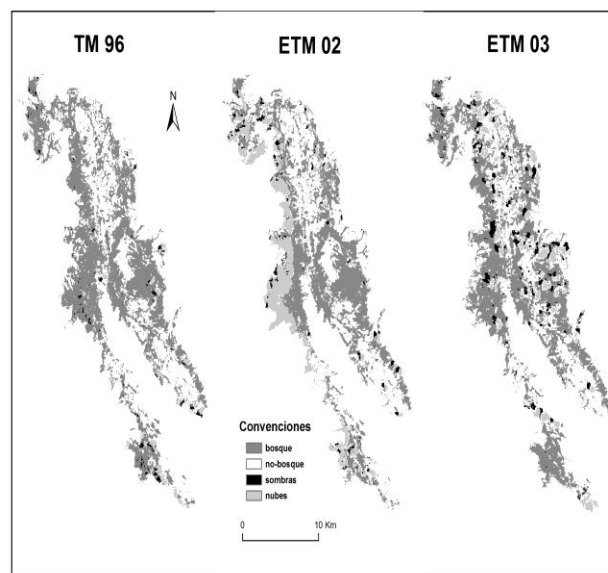 TM 96
ETM 02
ETM 03
N
Convenciones
bosque
no-bosque
sombras
nubes
0 10 Km